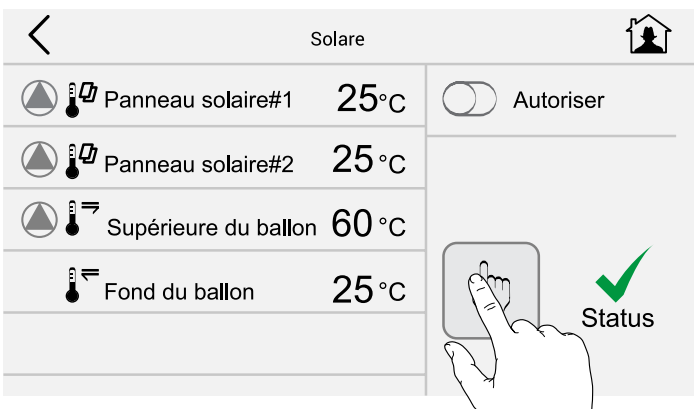 Solare
Panneau solaire#1 25°C
Autoriser
Panneau solaire#2 25°C
Supérieure du ballon 60°C
Fond du ballon 25°C
Status